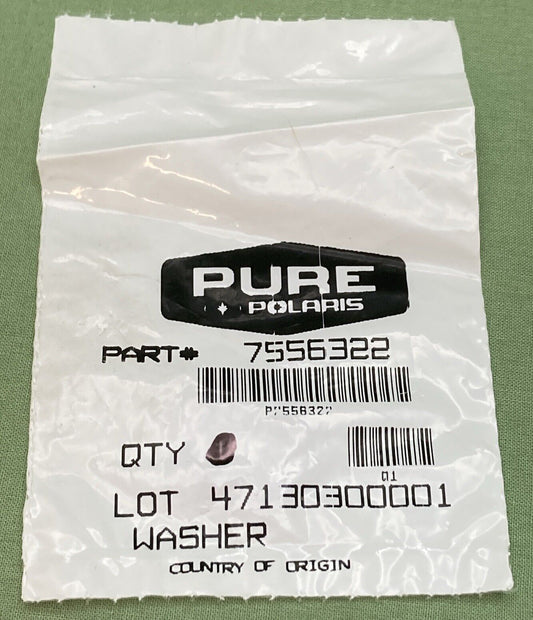 PURE
POLARIS
PART# 7556322
P7556322
QTY
01
LOT 47130300001
WASHER
COUNTRY OF ORIGIN